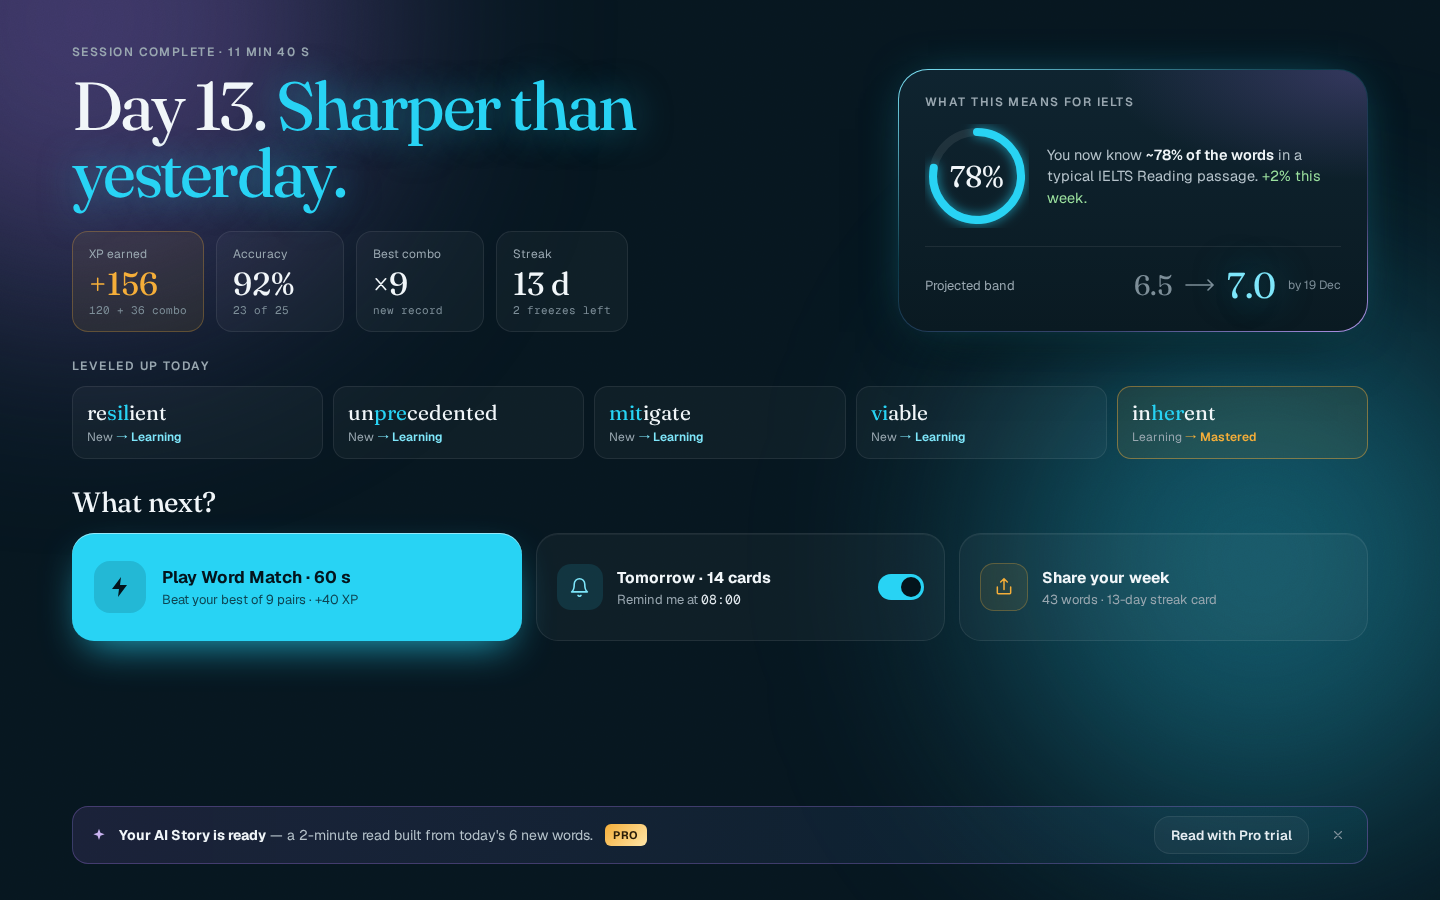 SESSION COMPLETE · 11 MIN 40 S
Day 13. Sharper than
yesterday.
XP earned
+156
120 + 36 combo
Accuracy
92%
23 of 25
Best combo
×9
new record
Streak
13 d
2 freezes left
WHAT THIS MEANS FOR IELTS
78%
You now know ~78% of the words in a
typical IELTS Reading passage. +2% this
week.
Projected band
6.5 → 7.0 by 19 Dec
LEVELED UP TODAY
resilient
New → Learning
unprecedented
New → Learning
mitigate
New → Learning
viable
New → Learning
inherent
Learning → Mastered
What next?
Play Word Match · 60 s
Beat your best of 9 pairs · +40 XP
Tomorrow · 14 cards
Remind me at 08:00
Share your week
43 words · 13-day streak card
Your AI Story is ready — a 2-minute read built from today's 6 new words. PRO
Read with Pro trial